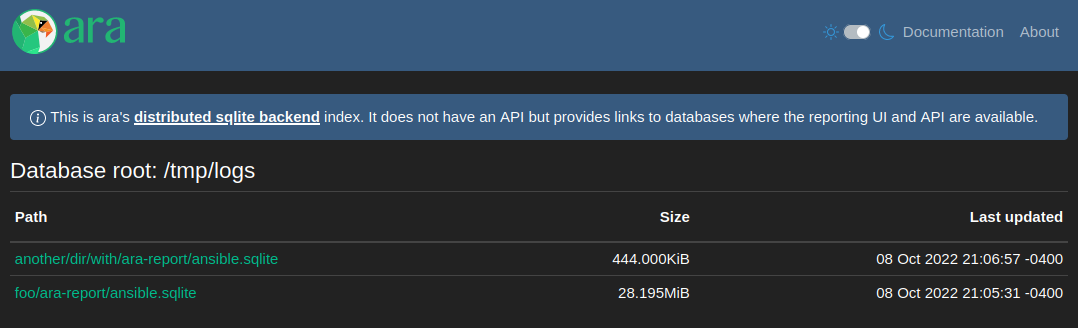 ara
Documentation About
This is ara's distributed sqlite backend index. It does not have an API but provides links to databases where the reporting UI and API are available.
Database root: /tmp/logs
Path Size Last updated
another/dir/with/ara-report/ansible.sqlite 444.000KiB 08 Oct 2022 21:06:57 -0400
foo/ara-report/ansible.sqlite 28.195MiB 08 Oct 2022 21:05:31 -0400